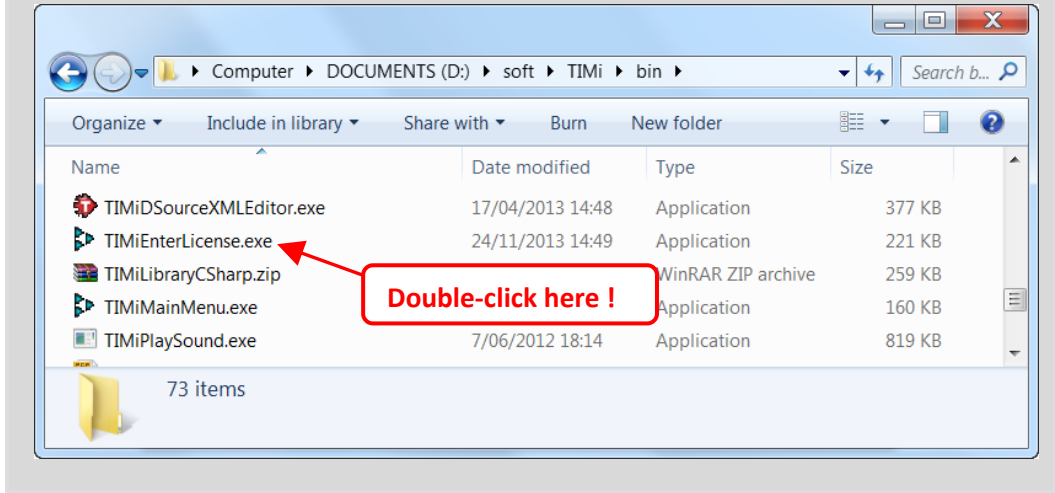 Computer DOCUMENTS (D:) soft TIMi bin Search b...
Organize Include in library Share with Burn New folder
Name Date modified Type Size
TIMiDSourceXMLEditor.exe 17/04/2013 14:48 Application 377 KB
TIMiEnterLicense.exe 24/11/2013 14:49 Application 221 KB
TIMiLibraryCSharp.zip WinRAR ZIP archive 259 KB
Double-click here !
TIMiMainMenu.exe Application 160 KB
TIMiPlaySound.exe 7/06/2012 18:14 Application 819 KB
73 items